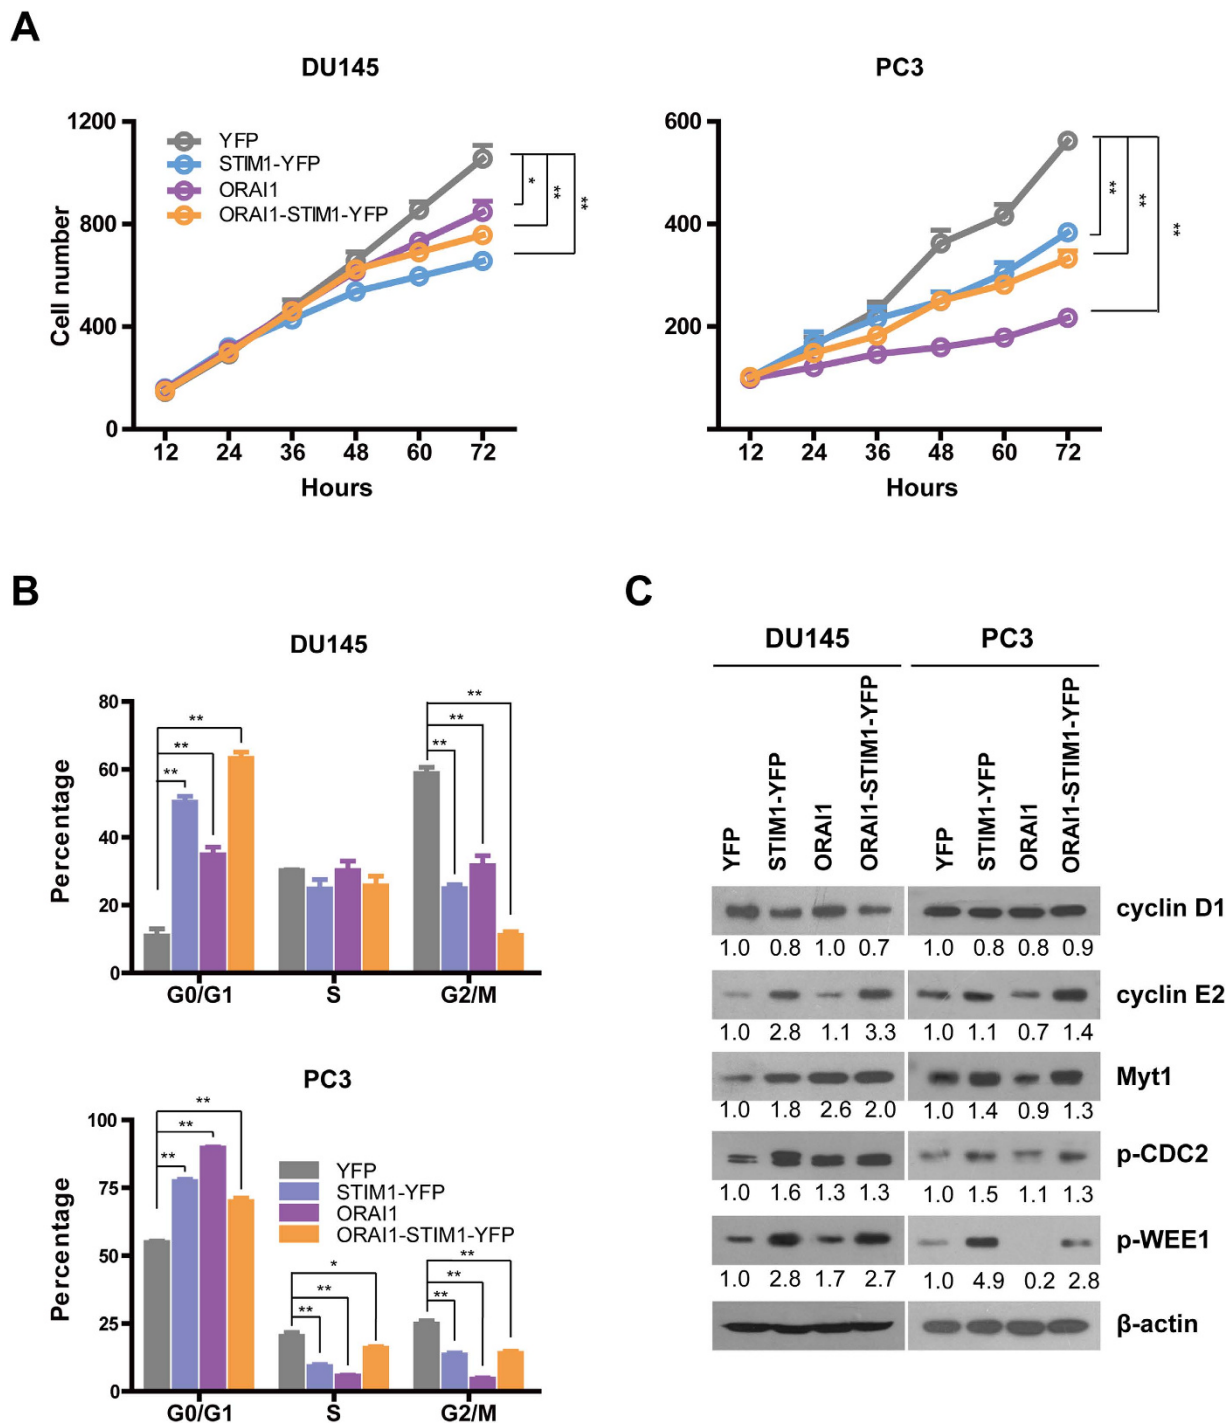 A
DU145
PC3
1200
800
400
0
Cell number
YFP
STIM1-YFP
ORAI1
ORAI1-STIM1-YFP
*
**
**
12 24 36 48 60 72
Hours
600
400
200
**
**
**
12 24 36 48 60 72
Hours
B
DU145
80
60
40
20
0
Percentage
** ** **
** ** **
G0/G1 S G2/M
PC3
100
75
50
25
0
Percentage
YFP
STIM1-YFP
ORAI1
ORAI1-STIM1-YFP
** ** **
** ** *
** ** **
G0/G1 S G2/M
C
DU145 PC3
YFP STIM1-YFP ORAI1 ORAI1-STIM1-YFP YFP STIM1-YFP ORAI1 ORAI1-STIM1-YFP
cyclin D1
1.0 0.8 1.0 0.7 1.0 0.8 0.8 0.9
cyclin E2
1.0 2.8 1.1 3.3 1.0 1.1 0.7 1.4
Myt1
1.0 1.8 2.6 2.0 1.0 1.4 0.9 1.3
p-CDC2
1.0 1.6 1.3 1.3 1.0 1.5 1.1 1.3
p-WEE1
1.0 2.8 1.7 2.7 1.0 4.9 0.2 2.8
β-actin